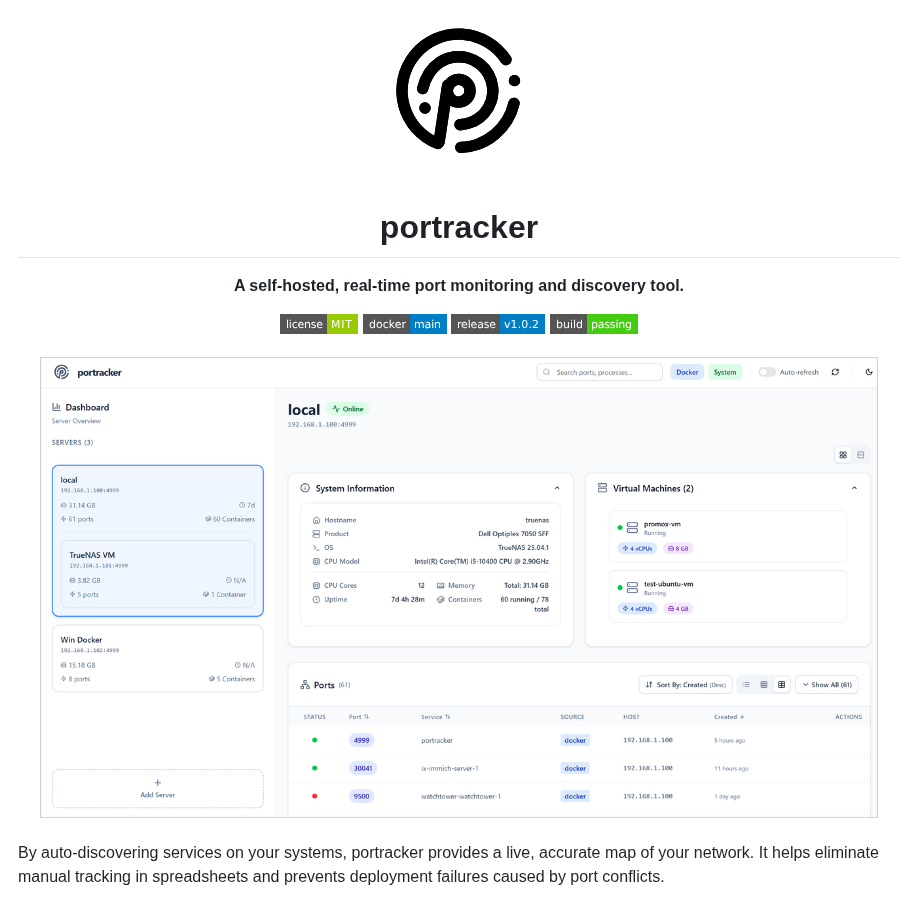 portracker
A self-hosted, real-time port monitoring and discovery tool.
license MIT docker main release v1.0.2 build passing
portracker
Search ports, processes...
Docker System Auto-refresh
Dashboard
Server Overview
SERVERS (3)
local
192.168.1.100:4999
31.14 GB 7d
61 ports 60 Containers
TrueNAS VM
192.168.1.101:4999
3.82 GB N/A
5 ports 1 Container
Win Docker
192.168.1.102:4999
15.18 GB N/A
8 ports 5 Containers
+
Add Server
local Online
192.168.1.100:4999
System Information
Hostname truenas
Product Dell Optiplex 7050 SFF
OS TrueNAS 25.04.1
CPU Model Intel(R) Core(TM) i5-10400 CPU @ 2.90GHz
CPU Cores 12 Memory Total: 31.14 GB
Uptime 7d 4h 28m Containers 60 running / 78
total
Virtual Machines (2)
promox-vm
Running
4 vCPUs 8 GB
test-ubuntu-vm
Running
4 vCPUs 4 GB
Ports (61) Sort By: Created (Desc) Show All (61)
STATUS Port Service SOURCE HOST Created ACTIONS
4999 portracker docker 192.168.1.100 5 hours ago
30041 ix-immich-server-1 docker 192.168.1.100 11 hours ago
9500 watchtower-watchtower-1 docker 192.168.1.100 1 day ago
By auto-discovering services on your systems, portracker provides a live, accurate map of your network. It helps eliminate
manual tracking in spreadsheets and prevents deployment failures caused by port conflicts.